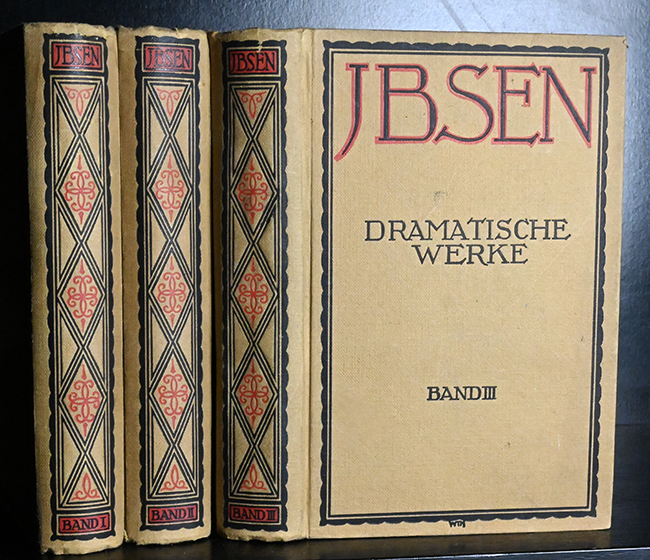 JBSEN
BAND I
JBSEN
BAND II
JBSEN
BAND III
JBSEN
DRAMATISCHE
WERKE
BAND III